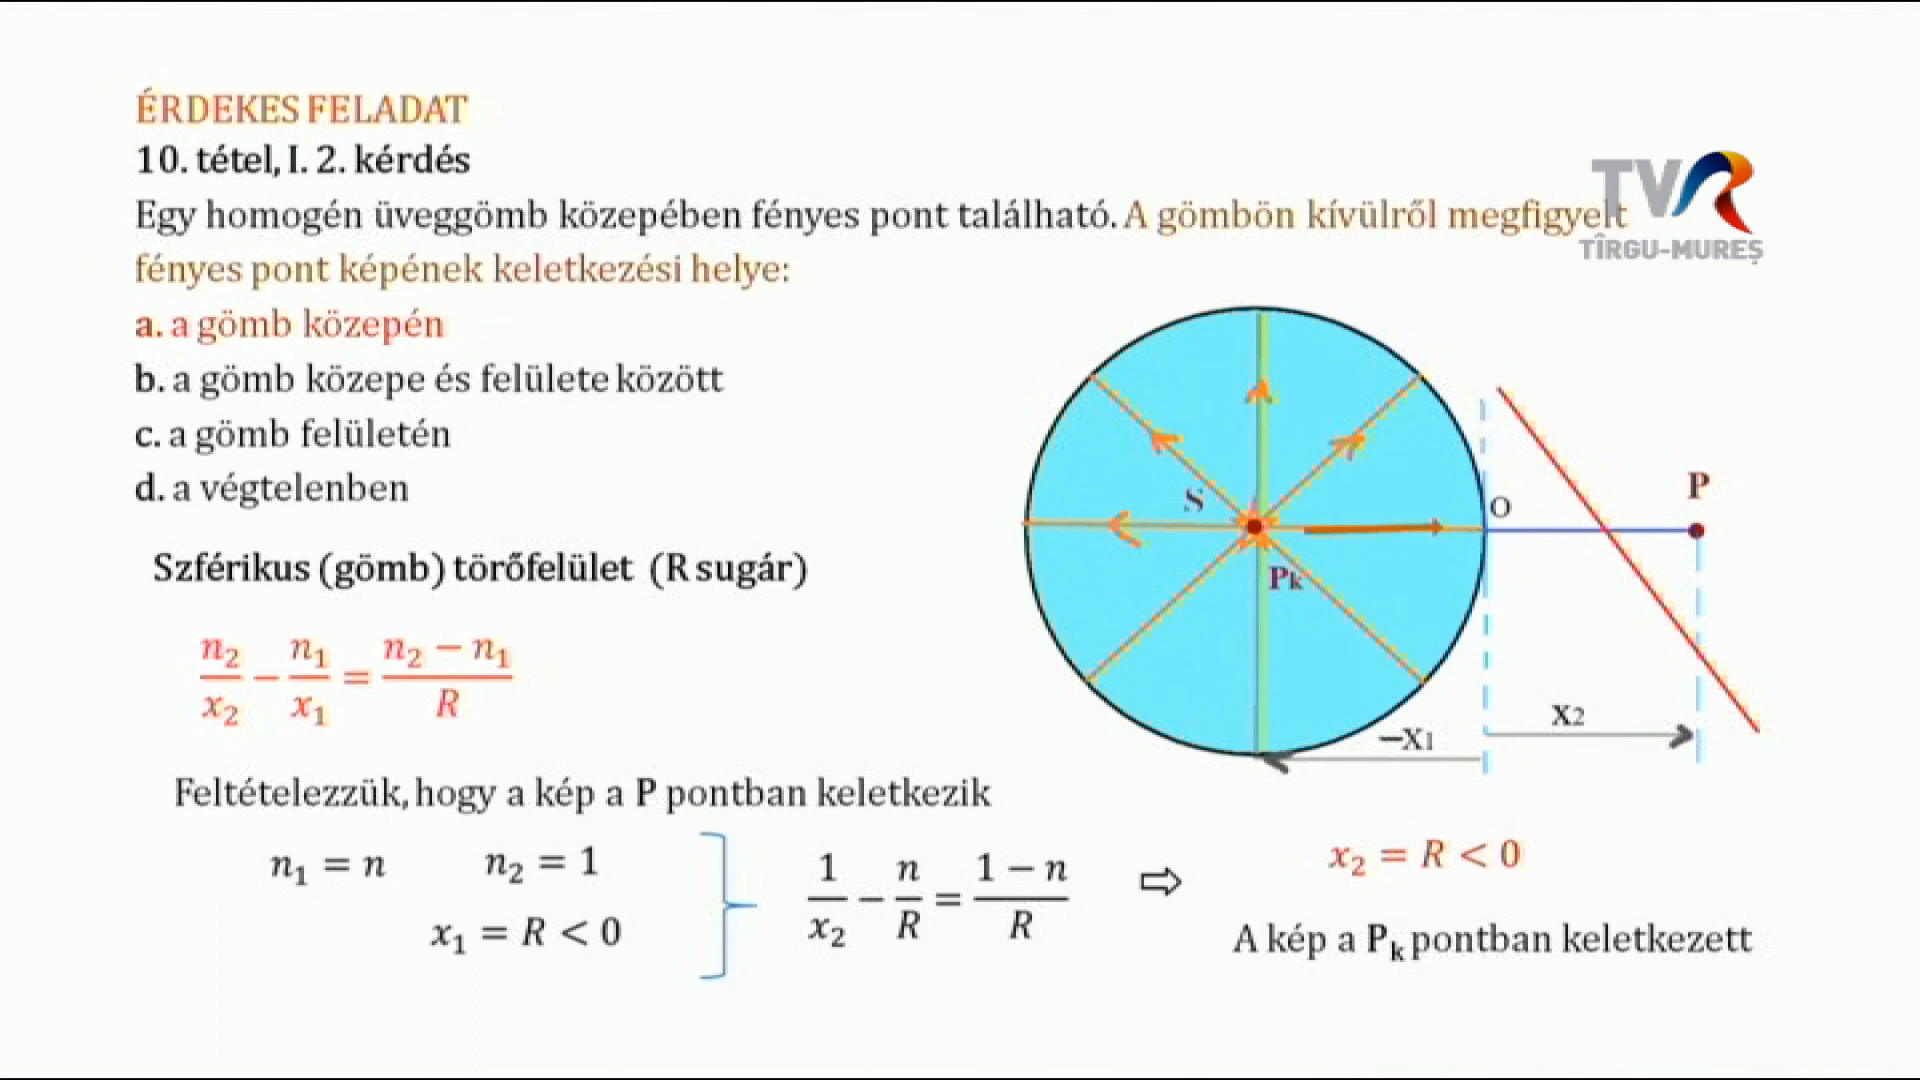 ÉRDEKES FELADAT
10. tétel, I. 2. kérdés
Egy homogén üveggömb közepében fényes pont található. A gömbön kívülről megfigyelt
fényes pont képének keletkezési helye:
a. a gömb közepén
b. a gömb közepe és felülete között
c. a gömb felületén
d. a végtelenben
TVR
TÎRGU-MUREȘ
S
Pk
O
P
−X1
X2
Szférikus (gömb) törőfelület (R sugár)
n₂/x₂ − n₁/x₁ = (n₂ − n₁)/R
Feltételezzük, hogy a kép a P pontban keletkezik
n₁ = n n₂ = 1
x₁ = R < 0
1/x₂ − n/R = (1 − n)/R
⇨
x₂ = R < 0
A kép a Pₖ pontban keletkezett